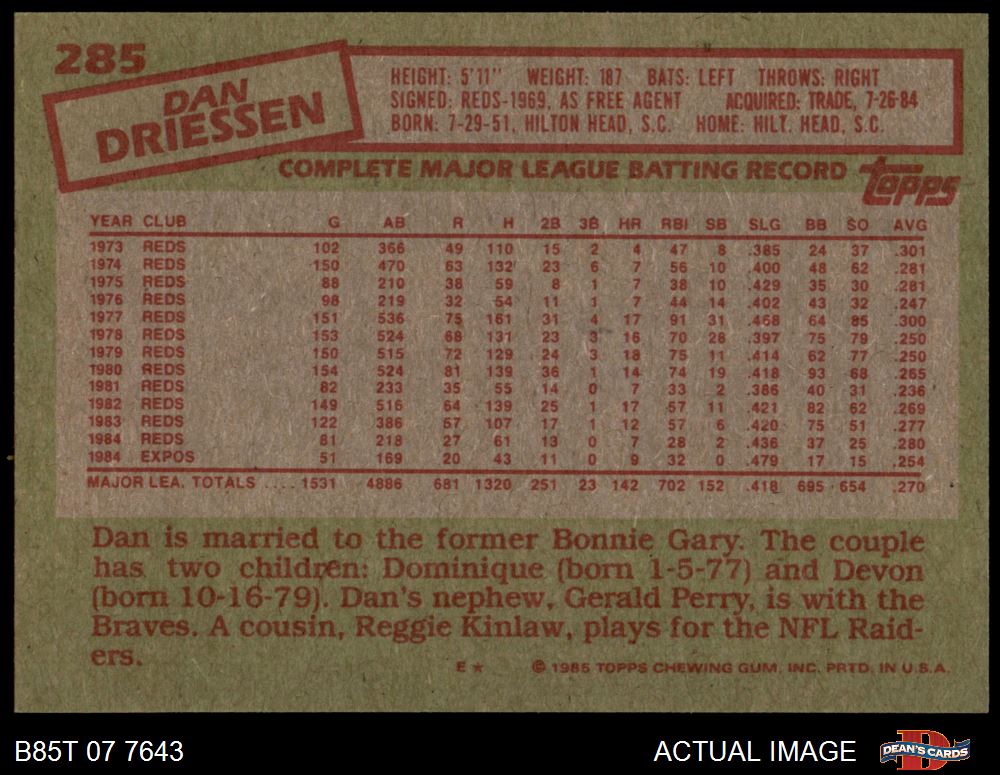 285
DAN
DRIESSEN
HEIGHT: 5'11" WEIGHT: 187 BATS: LEFT THROWS: RIGHT
SIGNED: REDS-1969, AS FREE AGENT ACQUIRED: TRADE, 7-26-84
BORN: 7-29-51, HILTON HEAD, S.C. HOME: HILT. HEAD, S.C.
COMPLETE MAJOR LEAGUE BATTING RECORD topps
YEAR CLUB G AB R H 2B 3B HR RBI SB SLG BB SO AVG
1973 REDS 102 366 49 110 15 2 4 47 8 .385 24 37 .301
1974 REDS 150 470 63 132 23 6 7 56 10 .400 48 62 .281
1975 REDS 88 210 38 59 8 1 7 38 10 .429 35 30 .281
1976 REDS 98 219 32 54 11 1 7 44 14 .402 43 32 .247
1977 REDS 151 536 75 161 31 4 17 91 31 .468 64 85 .300
1978 REDS 153 524 68 131 23 3 16 70 28 .397 75 79 .250
1979 REDS 150 515 72 129 24 3 18 75 11 .414 62 77 .250
1980 REDS 154 524 81 139 36 1 14 74 19 .418 93 68 .265
1981 REDS 82 233 35 55 14 0 7 33 2 .386 40 31 .236
1982 REDS 149 516 64 139 25 1 17 57 11 .421 82 62 .269
1983 REDS 122 386 57 107 17 1 12 57 6 .420 75 51 .277
1984 REDS 81 218 27 61 13 0 7 28 2 .436 37 25 .280
1984 EXPOS 51 169 20 43 11 0 9 32 0 .479 17 15 .254
MAJOR LEA. TOTALS .... 1531 4886 681 1320 251 23 142 702 152 .418 695 654 .270
Dan is married to the former Bonnie Gary. The couple
has two children: Dominique (born 1-5-77) and Devon
(born 10-16-79). Dan's nephew, Gerald Perry, is with the
Braves. A cousin, Reggie Kinlaw, plays for the NFL Raid-
ers.
E ★ © 1985 TOPPS CHEWING GUM, INC. PRTD. IN U.S.A.
B85T 07 7643 ACTUAL IMAGE DEAN'S CARDS